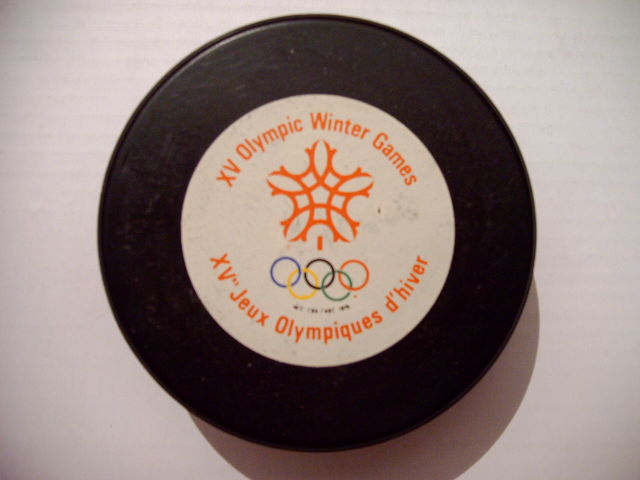 XV Olympic Winter Games
XVes Jeux Olympiques d'hiver